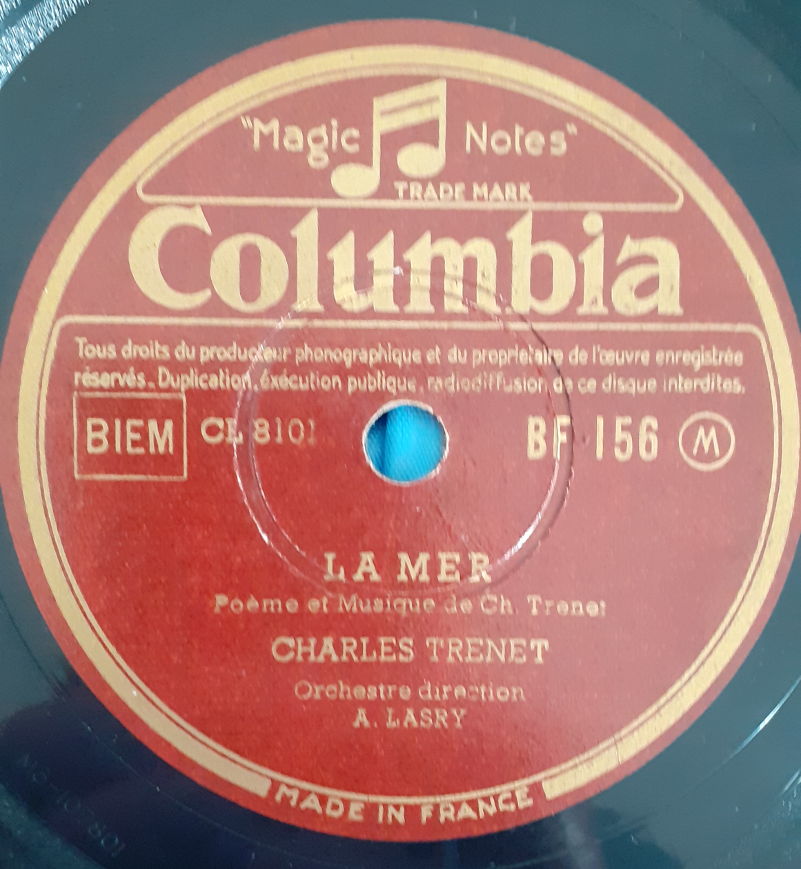 "Magic Notes"
TRADE MARK
Columbia
Tous droits du producteur phonographique et du propriétaire de l'œuvre enregistrée
réservés. Duplication, éxécution publique, radiodiffusion de ce disque interdites.
BIEM CL 8101 BF 156 M
LA MER
Poème et Musique de Ch. Trenet
CHARLES TRENET
Orchestre direction
A. LASRY
MADE IN FRANCE